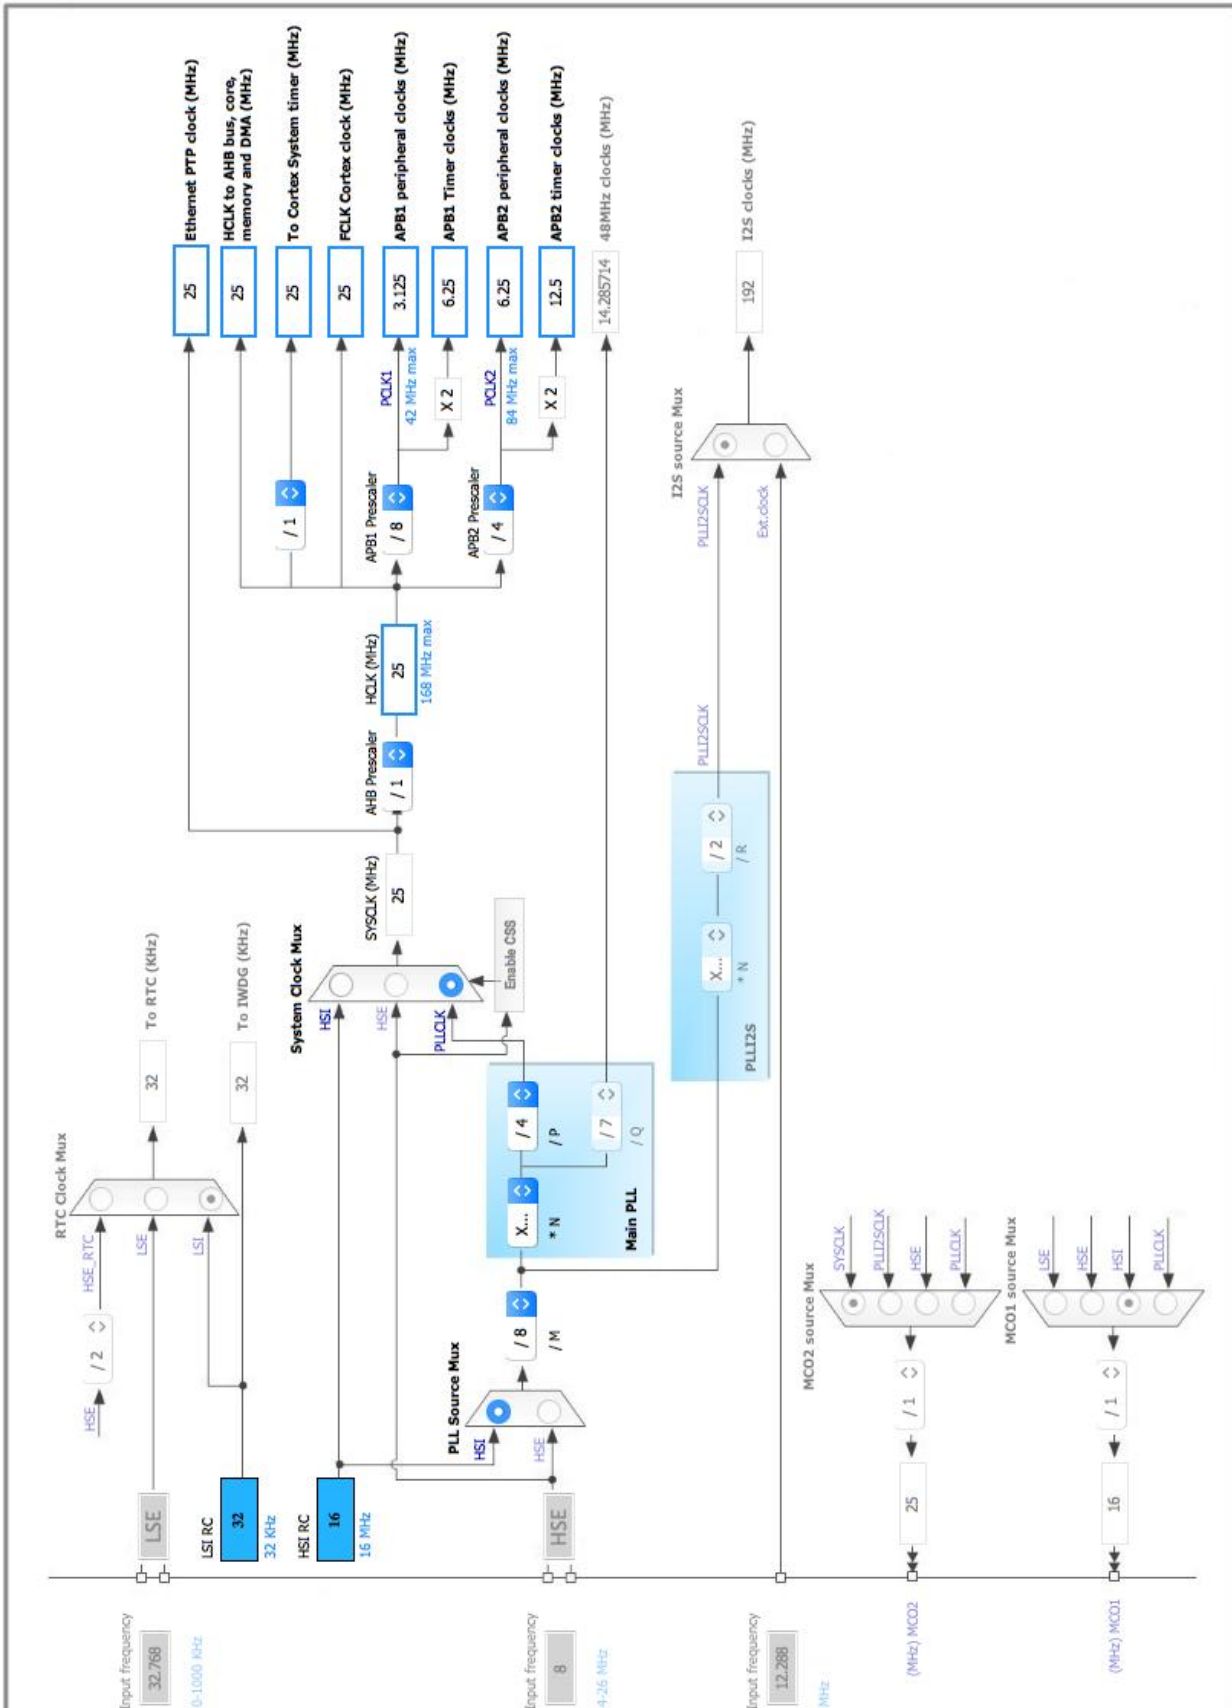 Input frequency
32.768
0-1000 KHz
LSE
LSI RC
32
32 KHz
HSE
/ 2
HSE_RTC
LSE
LSI
RTC Clock Mux
32
To RTC (KHz)
32
To IWDG (KHz)
HSI RC
16
16 MHz
Input frequency
8
4-26 MHz
HSE
PLL Source Mux
HSI
HSE
/ 8
/ M
X...
* N
/ 4
/ P
/ 7
/ Q
Main PLL
System Clock Mux
HSI
HSE
PLLCLK
Enable CSS
SYSCLK (MHz)
25
AHB Prescaler
/ 1
HCLK (MHz)
25
168 MHz max
/ 1
APB1 Prescaler
/ 8
PCLK1
42 MHz max
X 2
APB2 Prescaler
/ 4
PCLK2
84 MHz max
X 2
25
Ethernet PTP clock (MHz)
25
HCLK to AHB bus, core,
memory and DMA (MHz)
25
To Cortex System timer (MHz)
25
FCLK Cortex clock (MHz)
3.125
APB1 peripheral clocks (MHz)
6.25
APB1 Timer clocks (MHz)
6.25
APB2 peripheral clocks (MHz)
12.5
APB2 timer clocks (MHz)
14.285714
48MHz clocks (MHz)
PLLI2S
X...
* N
/ 2
/ R
PLLI2SCLK
PLLI2SCLK
Ext.clock
I2S source Mux
192
I2S clocks (MHz)
Input frequency
12.288
MHz
(MHz) MCO2
25
/ 1
MCO2 source Mux
SYSCLK
PLLI2SCLK
HSE
PLLCLK
(MHz) MCO1
16
/ 1
MCO1 source Mux
LSE
HSE
HSI
PLLCLK